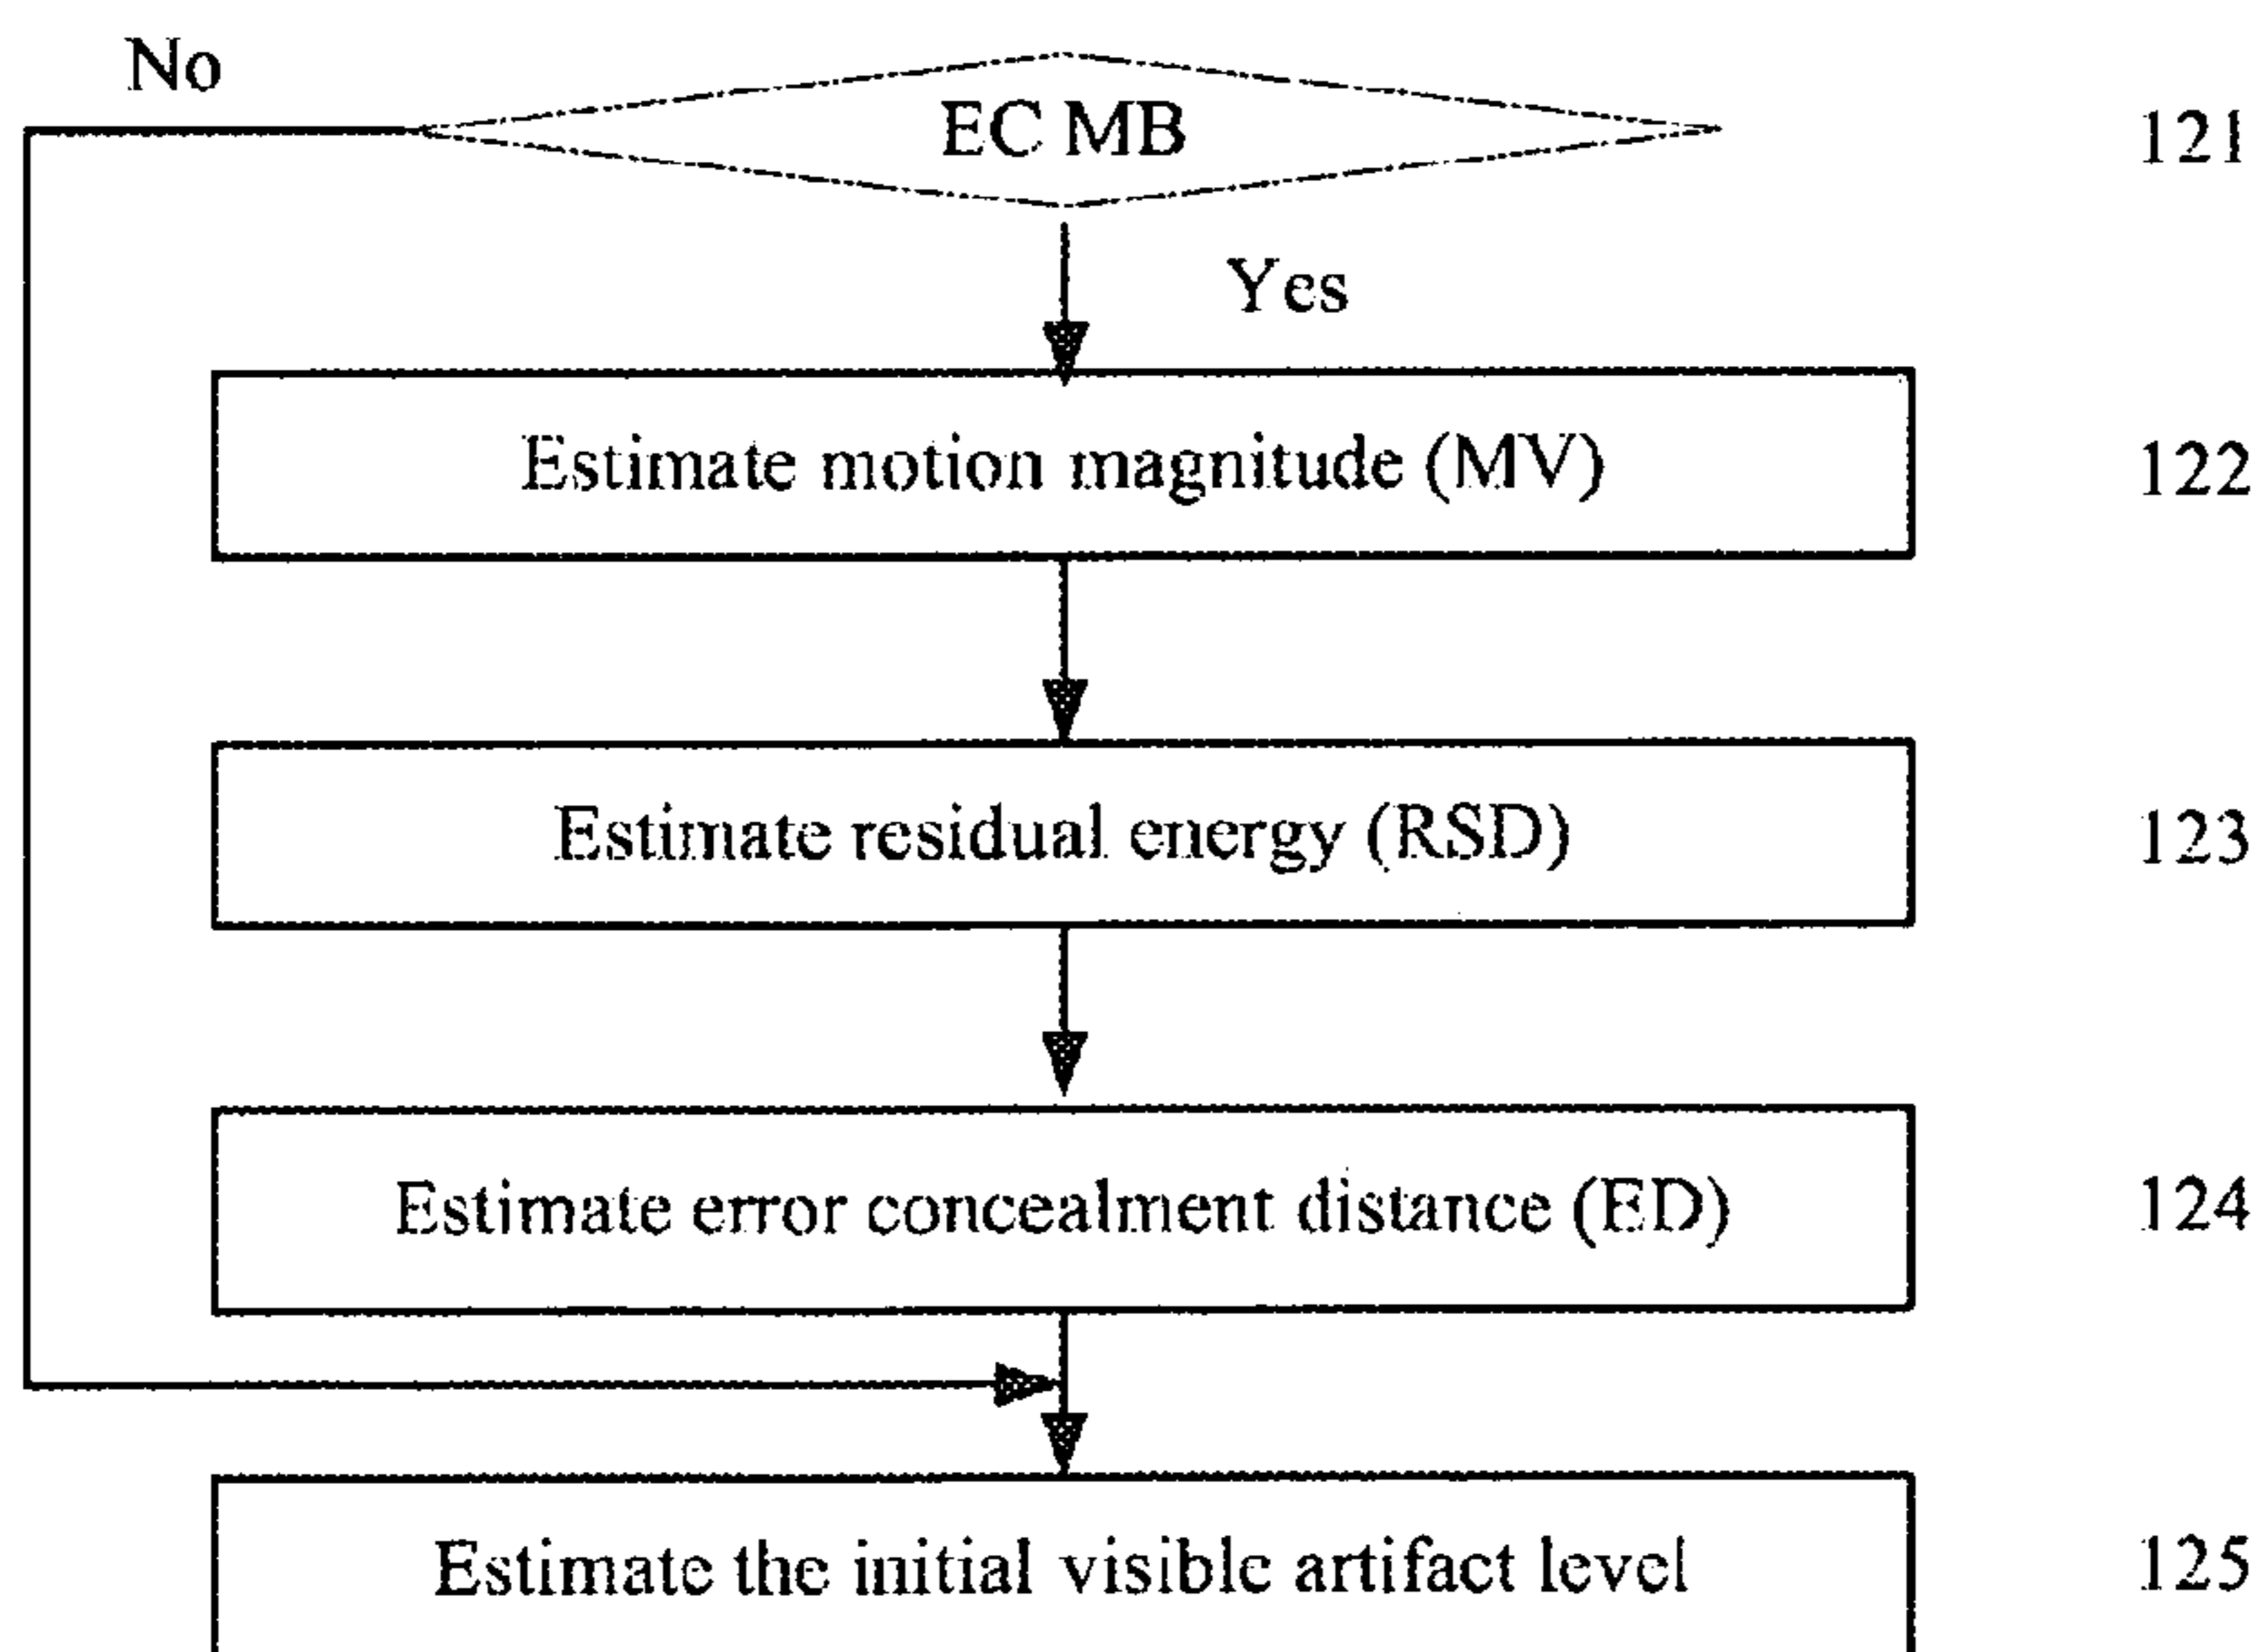 No
EC MB
121
Yes
Estimate motion magnitude (MV)
122
Estimate residual energy (RSD)
123
Estimate error concealment distance (ED)
124
Estimate the initial visible artifact level
125